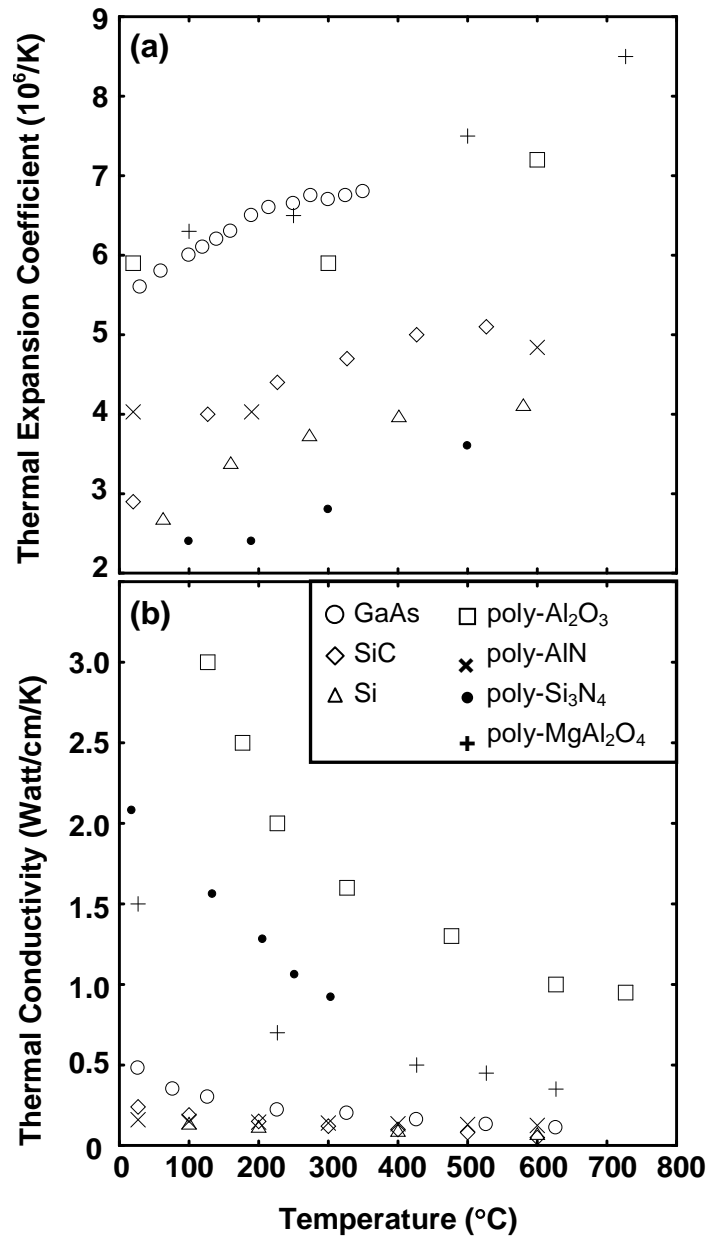 (a)
Thermal Expansion Coefficient (10⁶/K)
9
8
7
6
5
4
3
2
(b)
GaAs
SiC
Si
poly-Al₂O₃
poly-AlN
poly-Si₃N₄
poly-MgAl₂O₄
Thermal Conductivity (Watt/cm/K)
3.0
2.5
2.0
1.5
1.0
0.5
0
0 100 200 300 400 500 600 700 800
Temperature (°C)